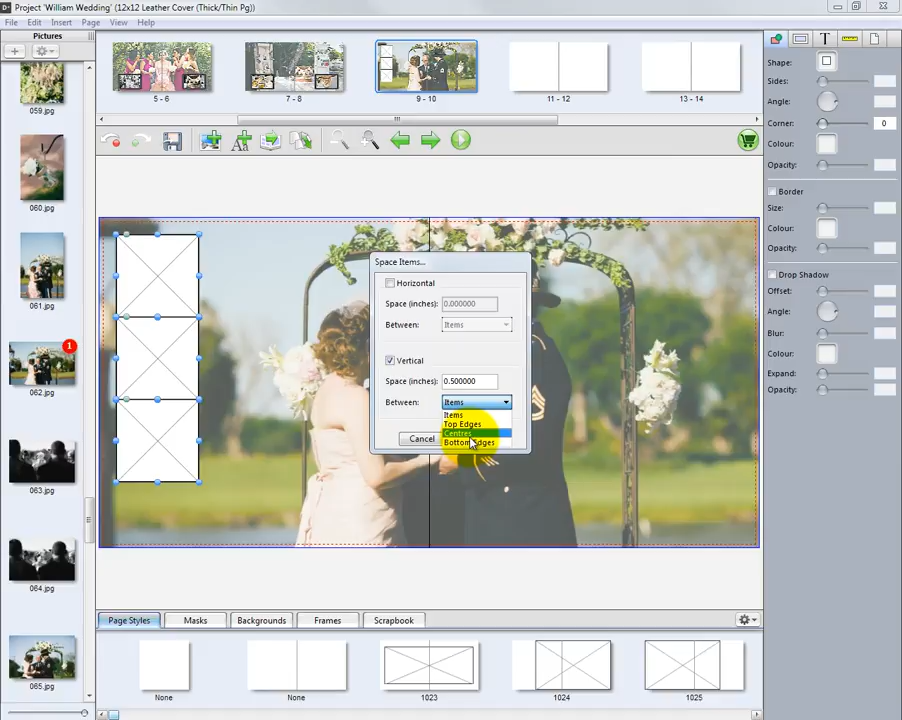 Project 'William Wedding' (12x12 Leather Cover (Thick/Thin Pg))
File Edit Insert Page View Help
Pictures
059.jpg
060.jpg
061.jpg
1
062.jpg
063.jpg
064.jpg
065.jpg
5 - 6
7 - 8
9 - 10
11 - 12
13 - 14
Space Items...
Horizontal
Space (inches): 0.000000
Between: Items
Vertical
Space (inches): 0.500000
Between: Items
Items
Top Edges
Centres
Bottom Edges
Cancel
Page Styles Masks Backgrounds Frames Scrapbook
None
None
1023
1024
1025
T
Shape:
Sides:
Angle:
Corner: 0
Colour:
Opacity:
Border
Size:
Colour:
Opacity:
Drop Shadow
Offset:
Angle:
Blur:
Colour:
Expand:
Opacity: